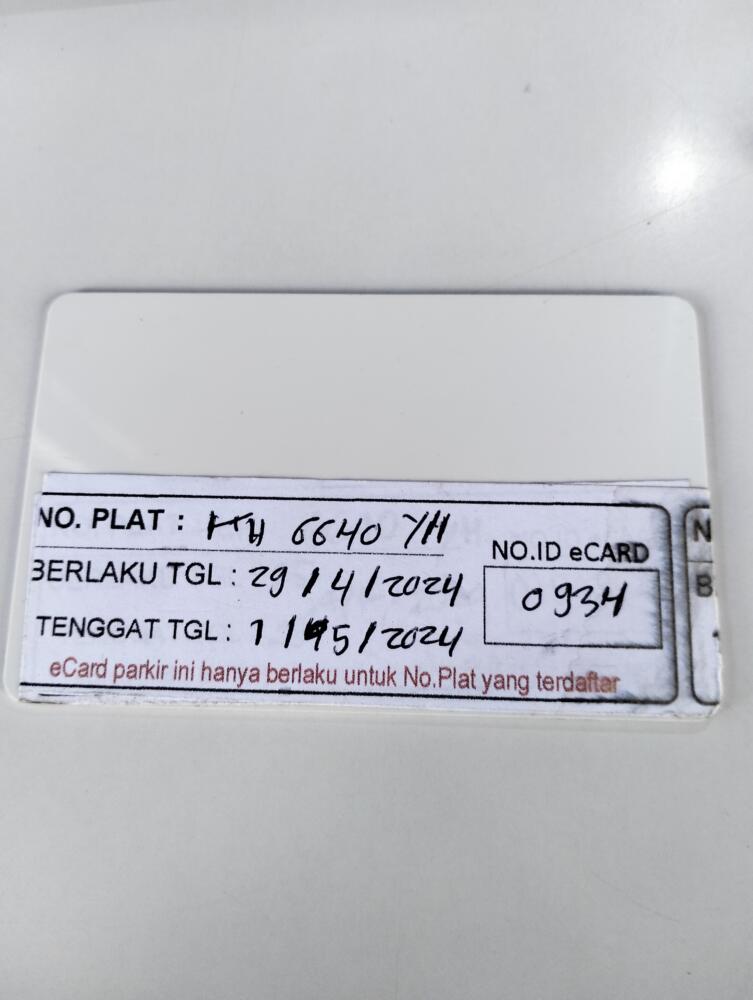 NO. PLAT : KH 6640 YH
BERLAKU TGL : 29 / 4 / 2024
TENGGAT TGL : 1 / 5 / 2024
NO.ID eCARD
0934
eCard parkir ini hanya berlaku untuk No.Plat yang terdaftar
N
B